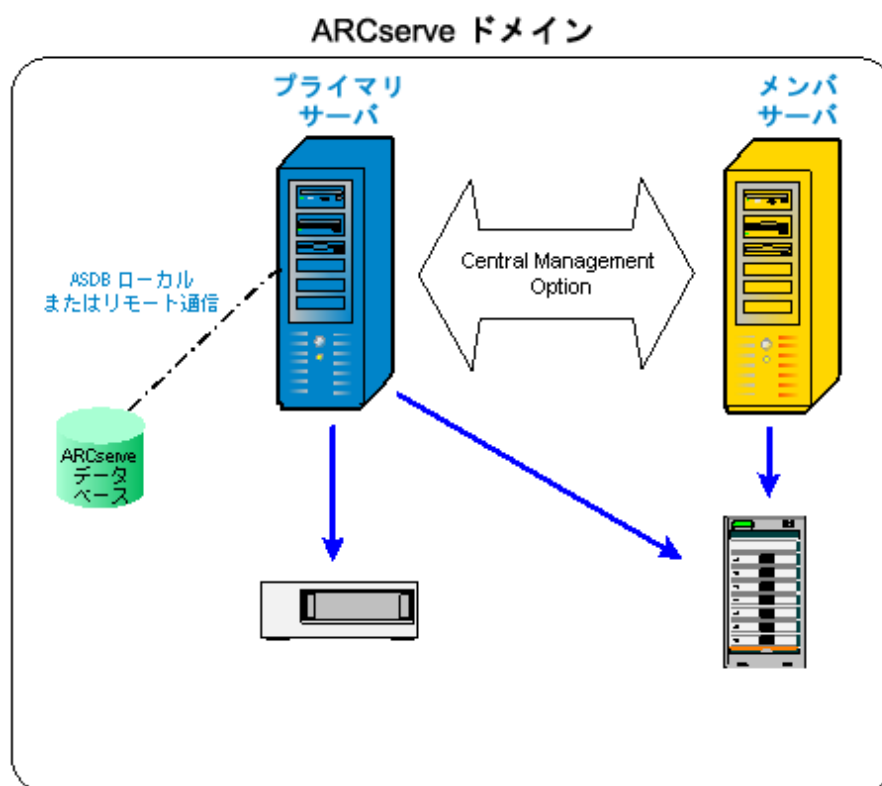 ARCserve ドメイン
プライマリ
サーバ
メンバ
サーバ
ASDB ローカル
またはリモート通信
Central Management
Option
ARCserve
データ
ベース